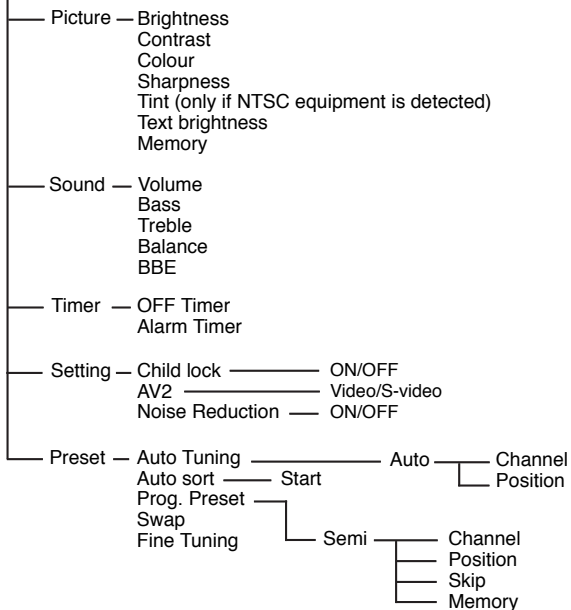 Picture Brightness
Contrast
Colour
Sharpness
Tint (only if NTSC equipment is detected)
Text brightness
Memory
Sound Volume
Bass
Treble
Balance
BBE
Timer OFF Timer
Alarm Timer
Setting Child lock ON/OFF
AV2 Video/S-video
Noise Reduction ON/OFF
Preset Auto Tuning Auto Channel
Auto sort Start Position
Prog. Preset
Swap
Fine Tuning Semi Channel
Position
Skip
Memory